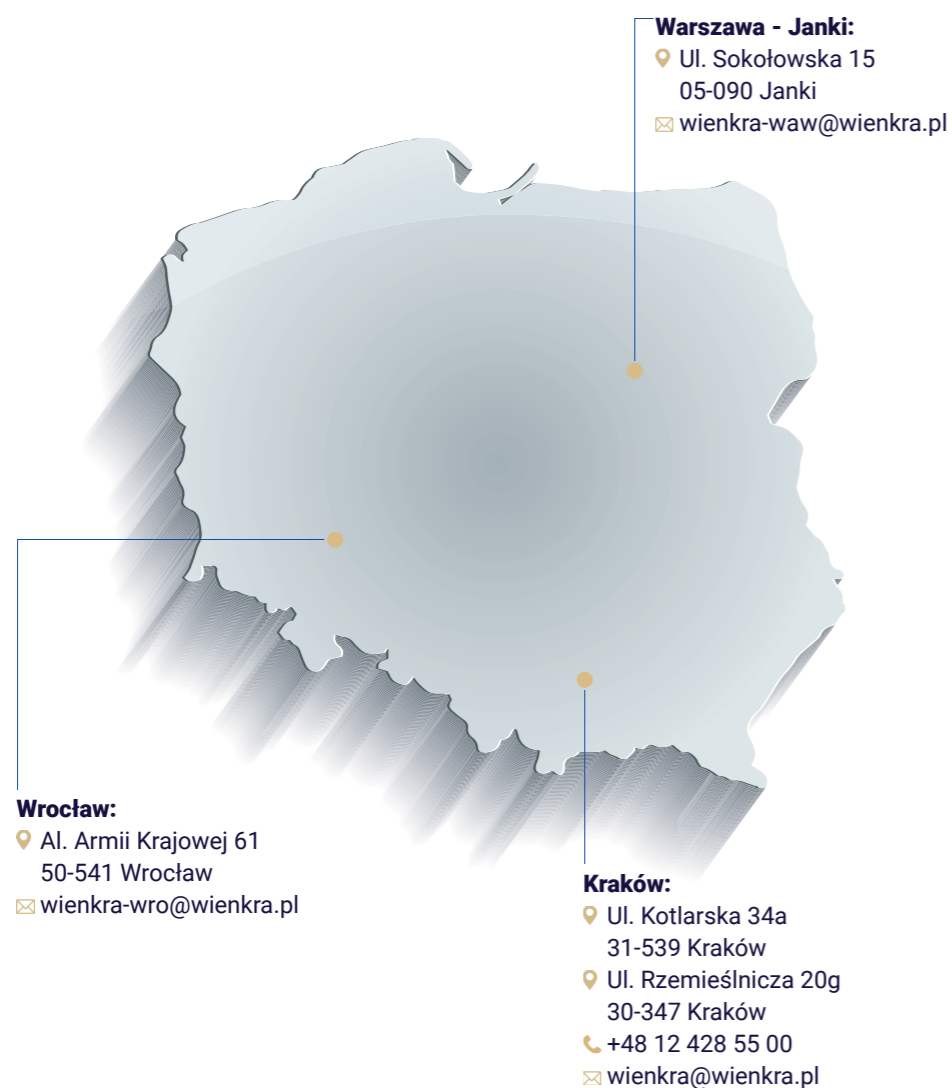 Warszawa - Janki:
Ul. Sokołowska 15
05-090 Janki
wienkra-waw@wienkra.pl
Wrocław:
Al. Armii Krajowej 61
50-541 Wrocław
wienkra-wro@wienkra.pl
Kraków:
Ul. Kotlarska 34a
31-539 Kraków
Ul. Rzemieślnicza 20g
30-347 Kraków
+48 12 428 55 00
wienkra@wienkra.pl